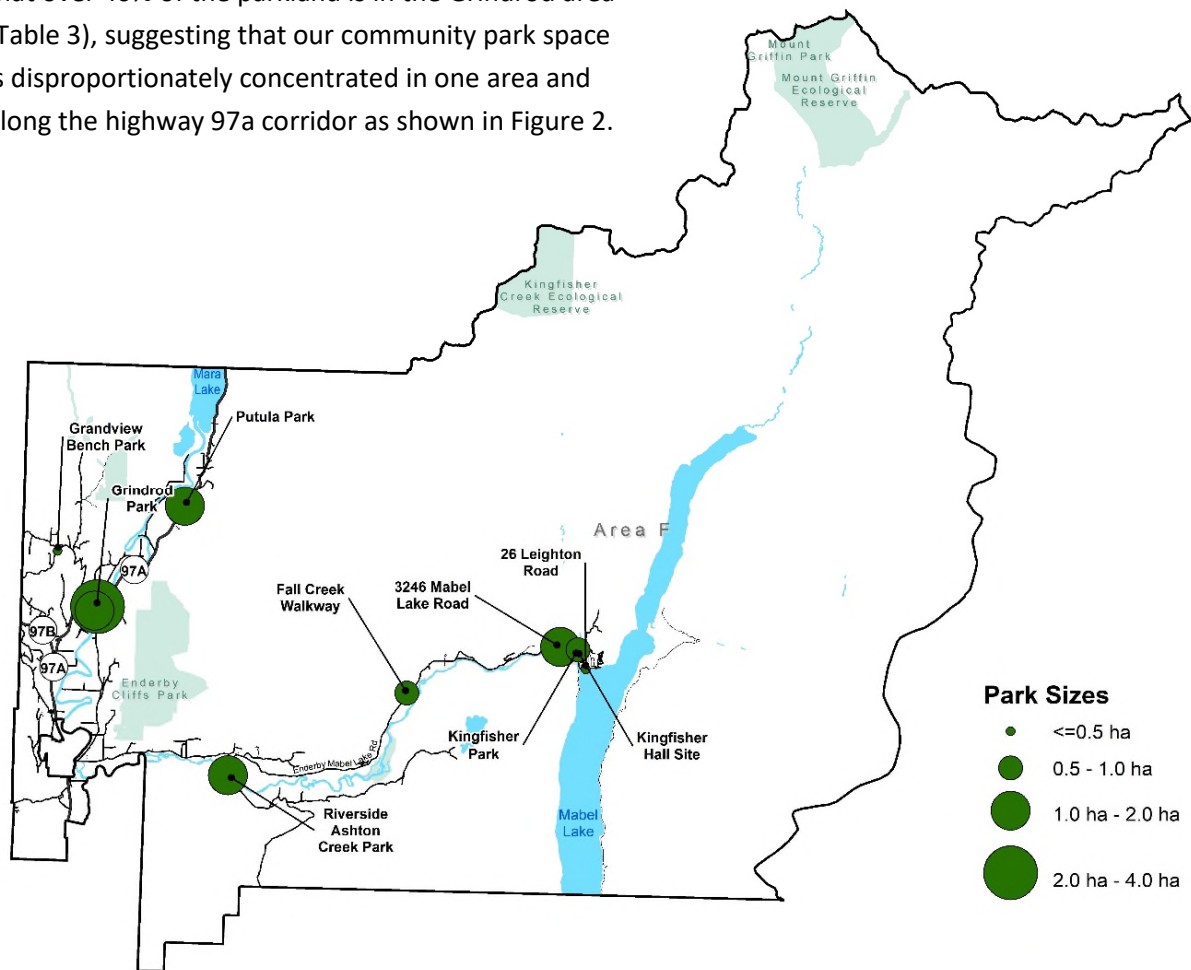 Table 3), suggesting that our community park space
s disproportionately concentrated in one area and
long the highway 97a corridor as shown in Figure 2.
Mount
Griffin Park
Mount Griffin
Ecological
Reserve
Kingfisher
Creek Ecological
Reserve
Mara
Lake
Putula Park
Grandview
Bench Park
Grindrod
Park
97A
97B
97A
Enderby
Cliffs Park
Area F
26 Leighton
Road
3246 Mabel
Lake Road
Fall Creek
Walkway
Kingfisher
Park
Kingfisher
Hall Site
Enderby Mabel Lake Rd
Riverside
Ashton
Creek Park
Mabel
Lake
Park Sizes
<=0.5 ha
0.5 - 1.0 ha
1.0 ha - 2.0 ha
2.0 ha - 4.0 ha